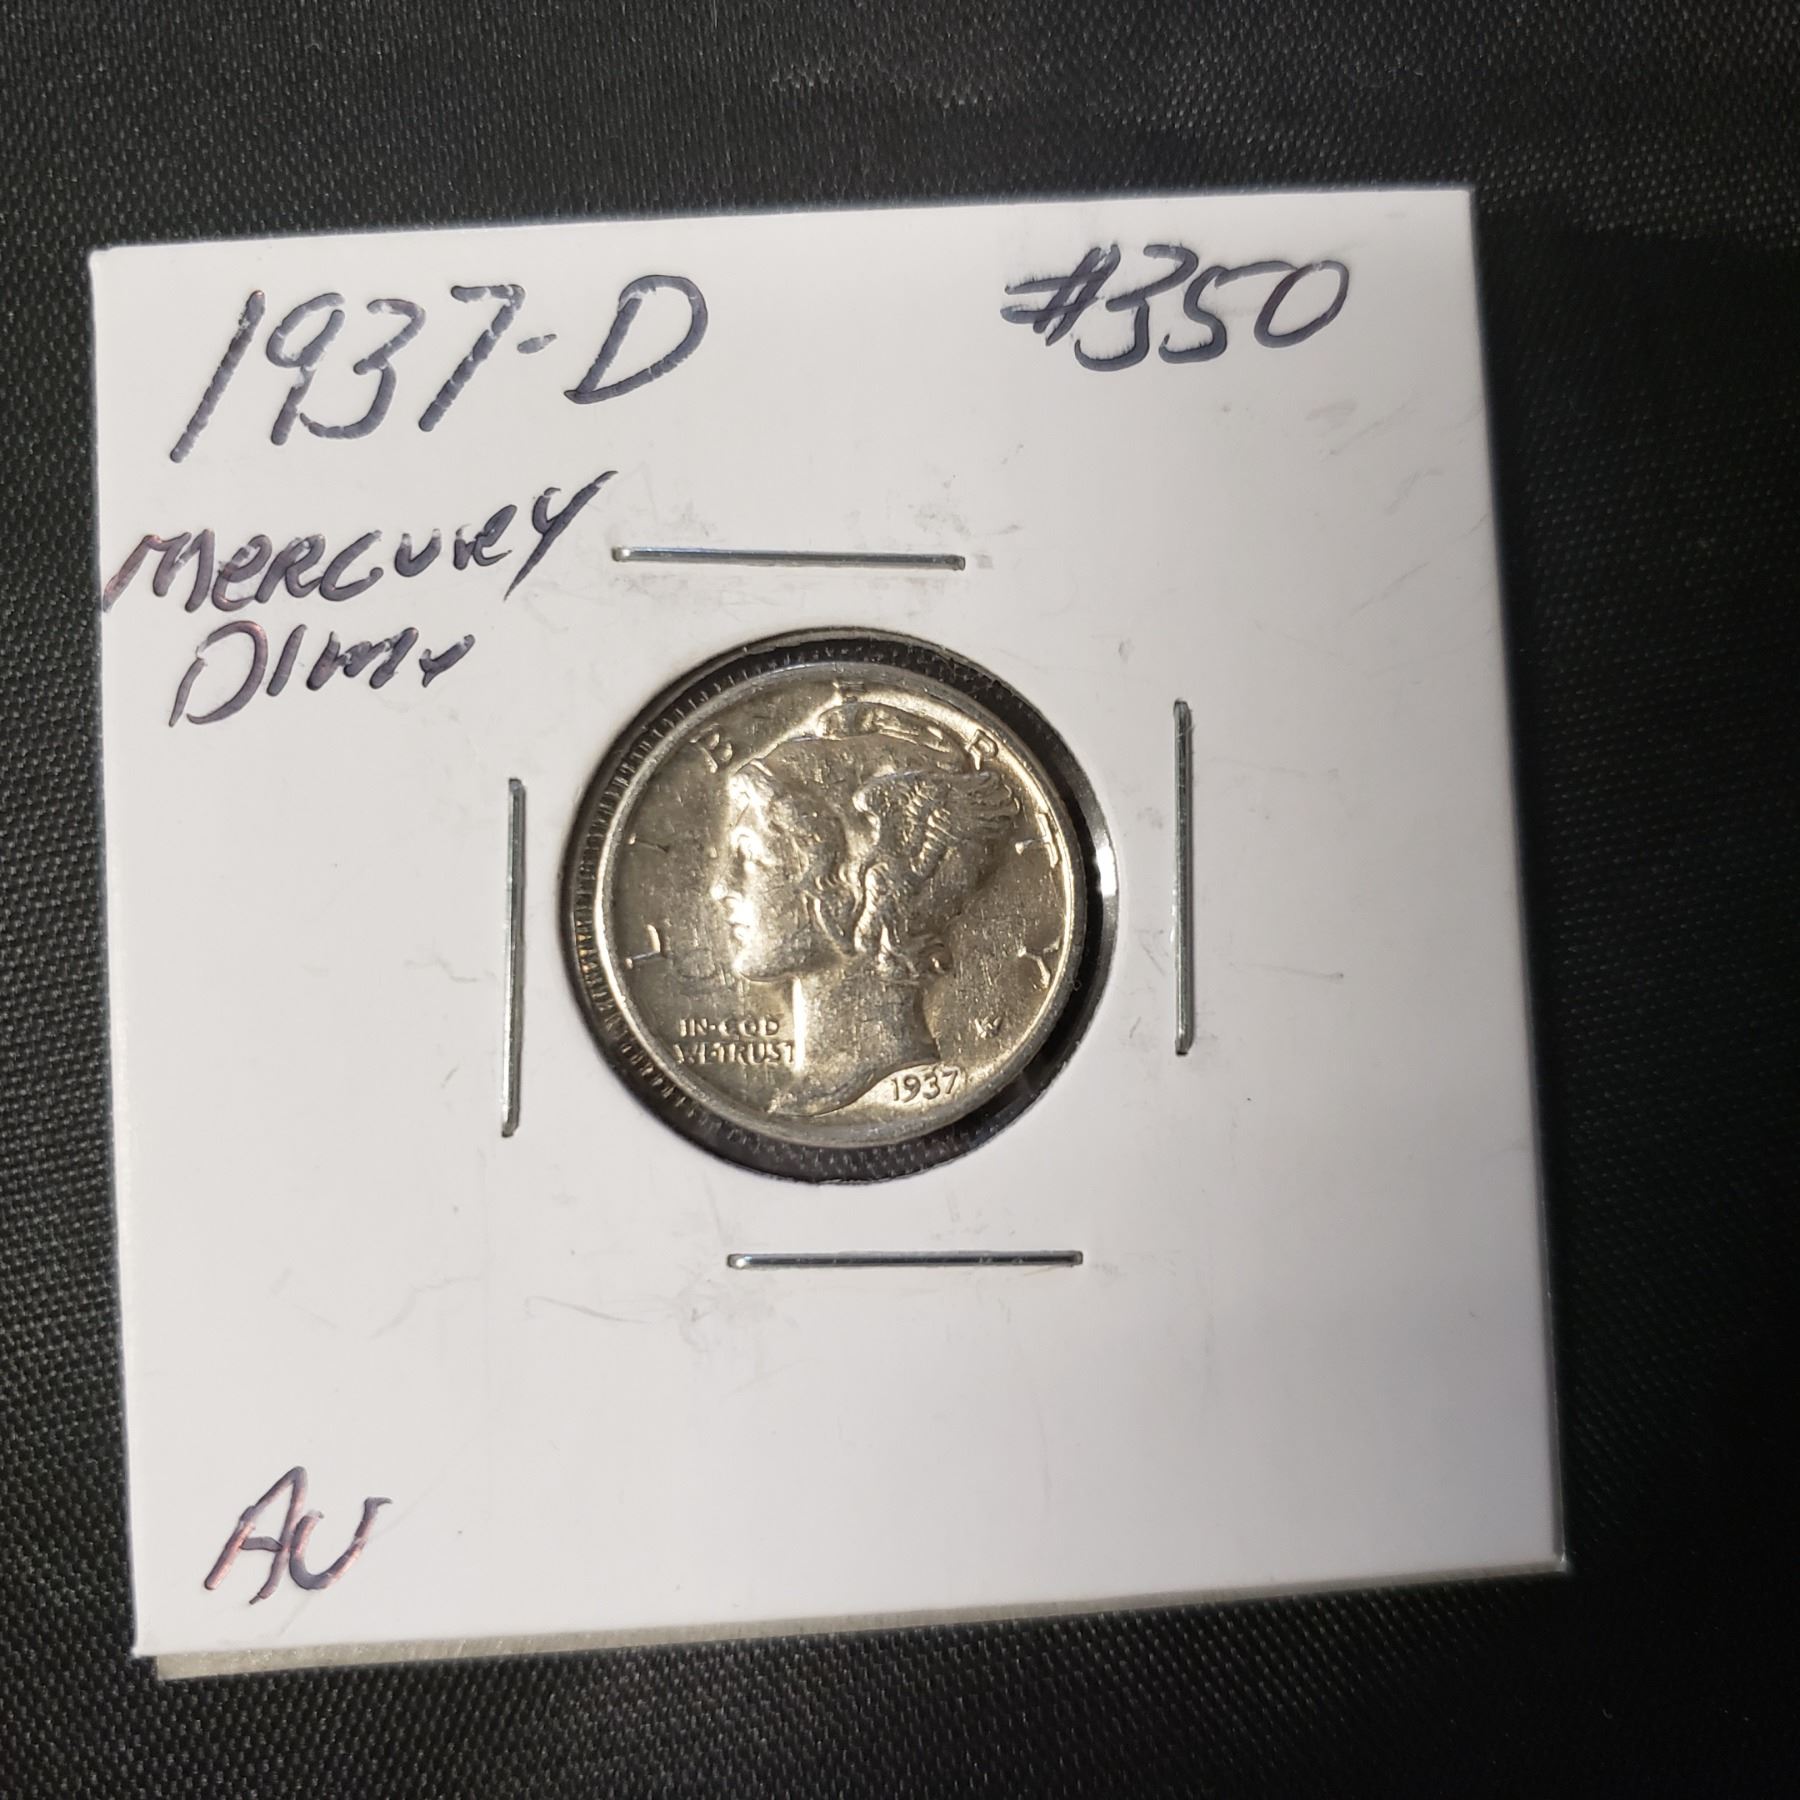 1937-D #350
MERCURY
DIME
LIBERTY
IN·GOD
WE·TRUST
1937
AU